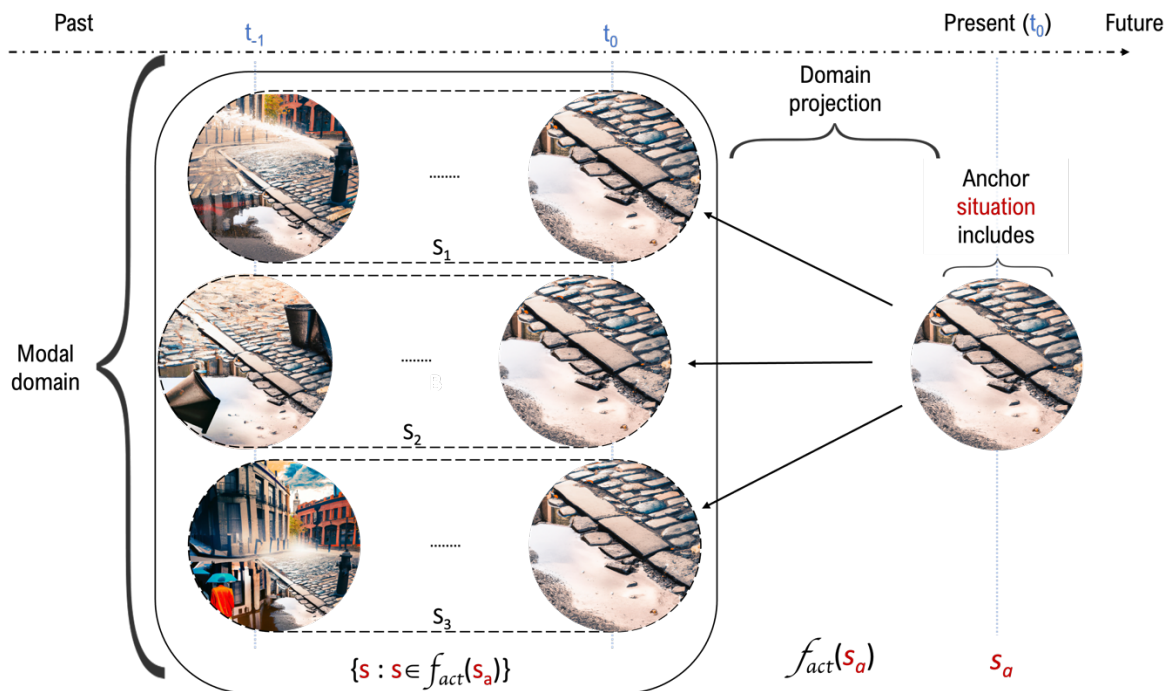 Past
t-1
t0
Present (t0)
Future
Domain
projection
Anchor
situation
includes
Modal
domain
........
S1
........
B
S2
........
S3
{s : s ∈ fact(sa)}
fact(sa)
sa